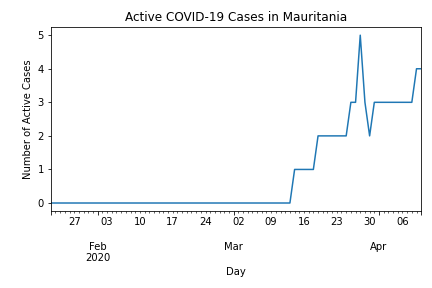 Active COVID-19 Cases in Mauritania
Number of Active Cases
5
4
3
2
1
0
27 03 10 17 24 02 09 16 23 30 06
Feb Mar Apr
2020
Day